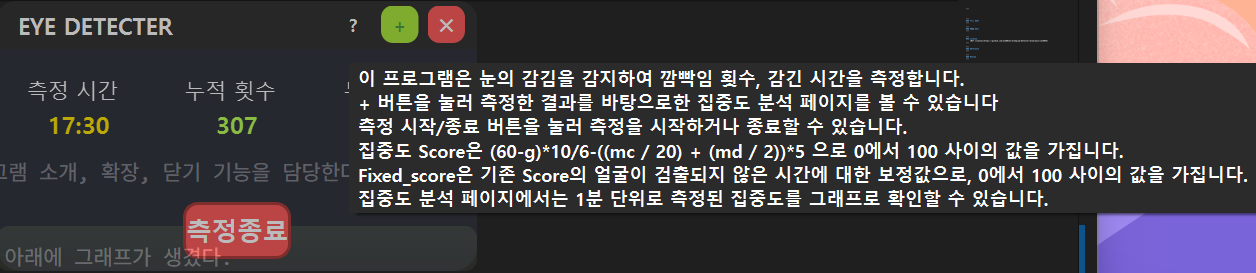 EYE DETECTER
?
+
×
측정 시간
누적 횟수
17:30
307
이 프로그램은 눈의 감김을 감지하여 깜빡임 횟수, 감긴 시간을 측정합니다.
+ 버튼을 눌러 측정한 결과를 바탕으로한 집중도 분석 페이지를 볼 수 있습니다
측정 시작/종료 버튼을 눌러 측정을 시작하거나 종료할 수 있습니다.
집중도 Score은 (60-g)*10/6-((mc / 20) + (md / 2))*5 으로 0에서 100 사이의 값을 가집니다.
Fixed_score은 기존 Score의 얼굴이 검출되지 않은 시간에 대한 보정값으로, 0에서 100 사이의 값을 가집니다.
집중도 분석 페이지에서는 1분 단위로 측정된 집중도를 그래프로 확인할 수 있습니다.
소개, 확장, 닫기 기능을 담당한다
측정종료
아래에 그래프가 생겼다.